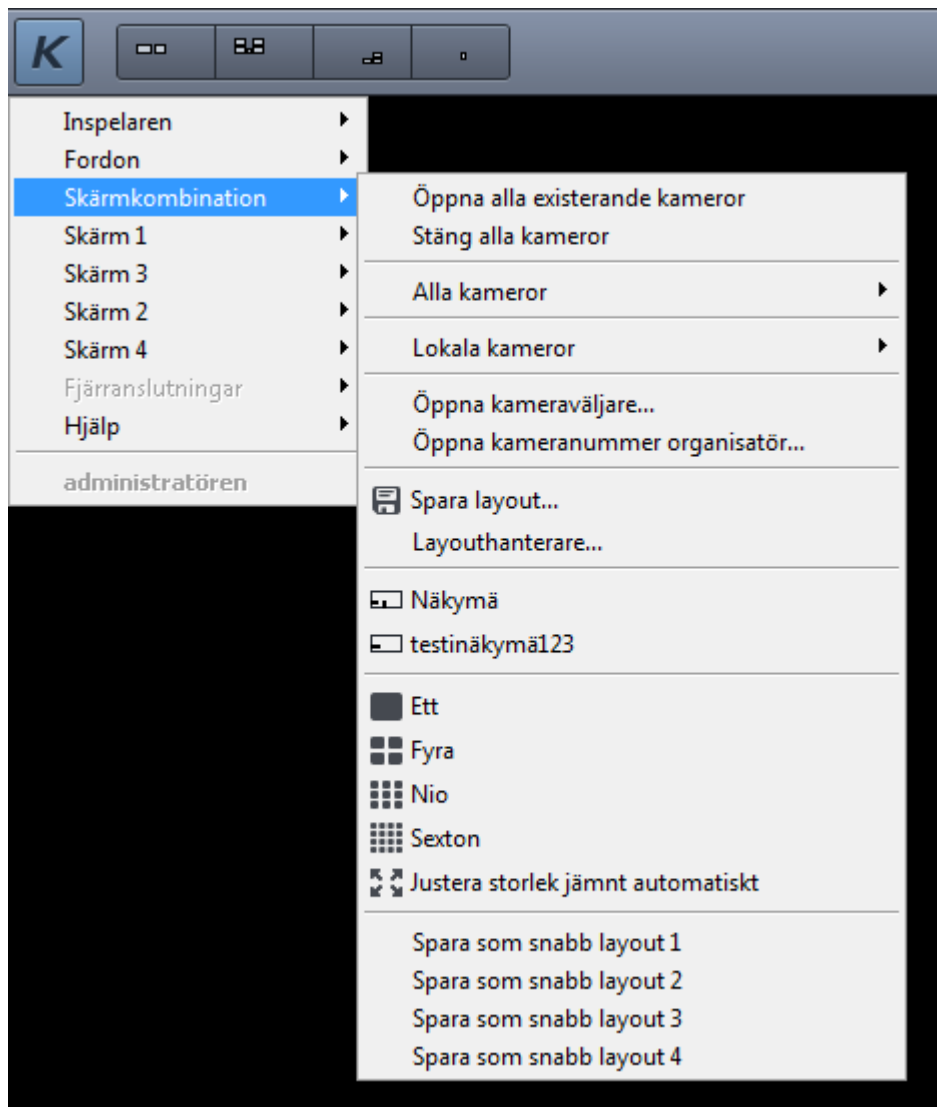 K
Inspelaren
Fordon
Skärmkombination
Skärm 1
Skärm 3
Skärm 2
Skärm 4
Fjärranslutningar
Hjälp
administratören
Öppna alla existerande kameror
Stäng alla kameror
Alla kameror
Lokala kameror
Öppna kameraväljare...
Öppna kameranummer organisatör...
Spara layout...
Layouthanterare...
Näkymä
testinäkymä123
Ett
Fyra
Nio
Sexton
Justera storlek jämnt automatiskt
Spara som snabb layout 1
Spara som snabb layout 2
Spara som snabb layout 3
Spara som snabb layout 4